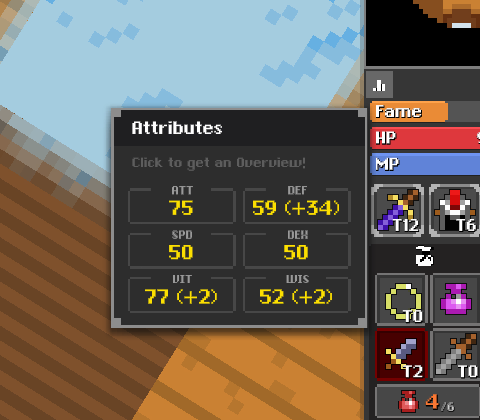 Attributes
Click to get an Overview!
ATT
75
DEF
59 (+34)
SPD
50
DEX
50
VIT
77 (+2)
WIS
52 (+2)
Fame
HP
MP
T12
T6
T0
T2
T0
4/6